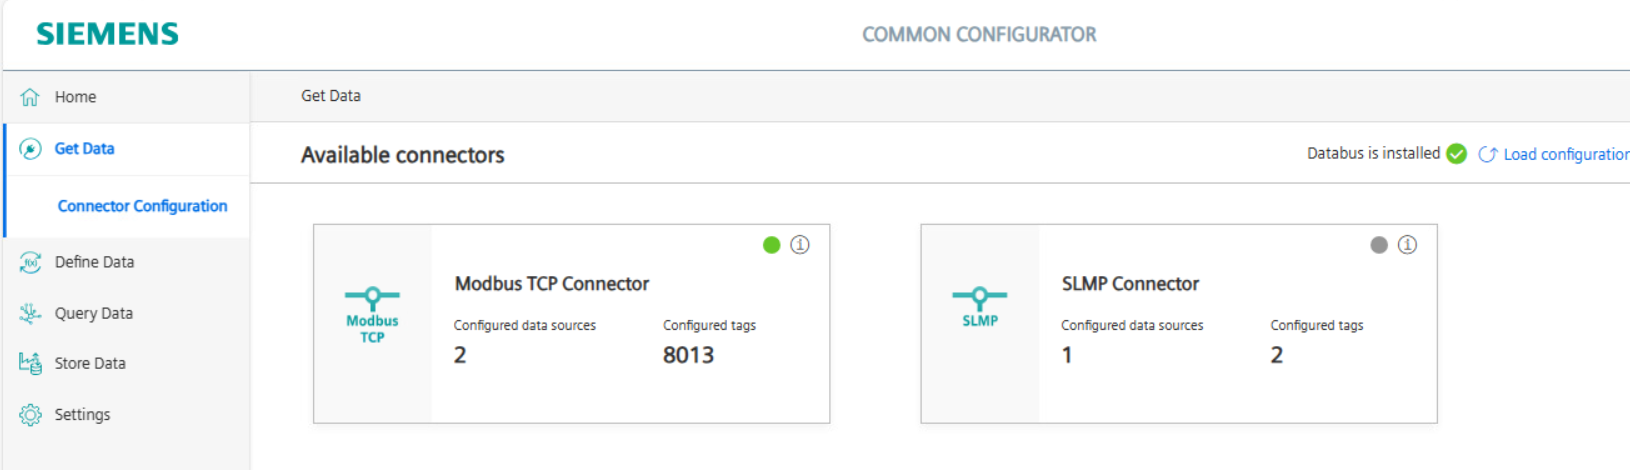 SIEMENS
COMMON CONFIGURATOR
Home
Get Data
Connector Configuration
Define Data
Query Data
Store Data
Settings
Get Data
Available connectors
Databus is installed
Load configuration
Modbus TCP
Modbus TCP Connector
Configured data sources
2
Configured tags
8013
SLMP
SLMP Connector
Configured data sources
1
Configured tags
2